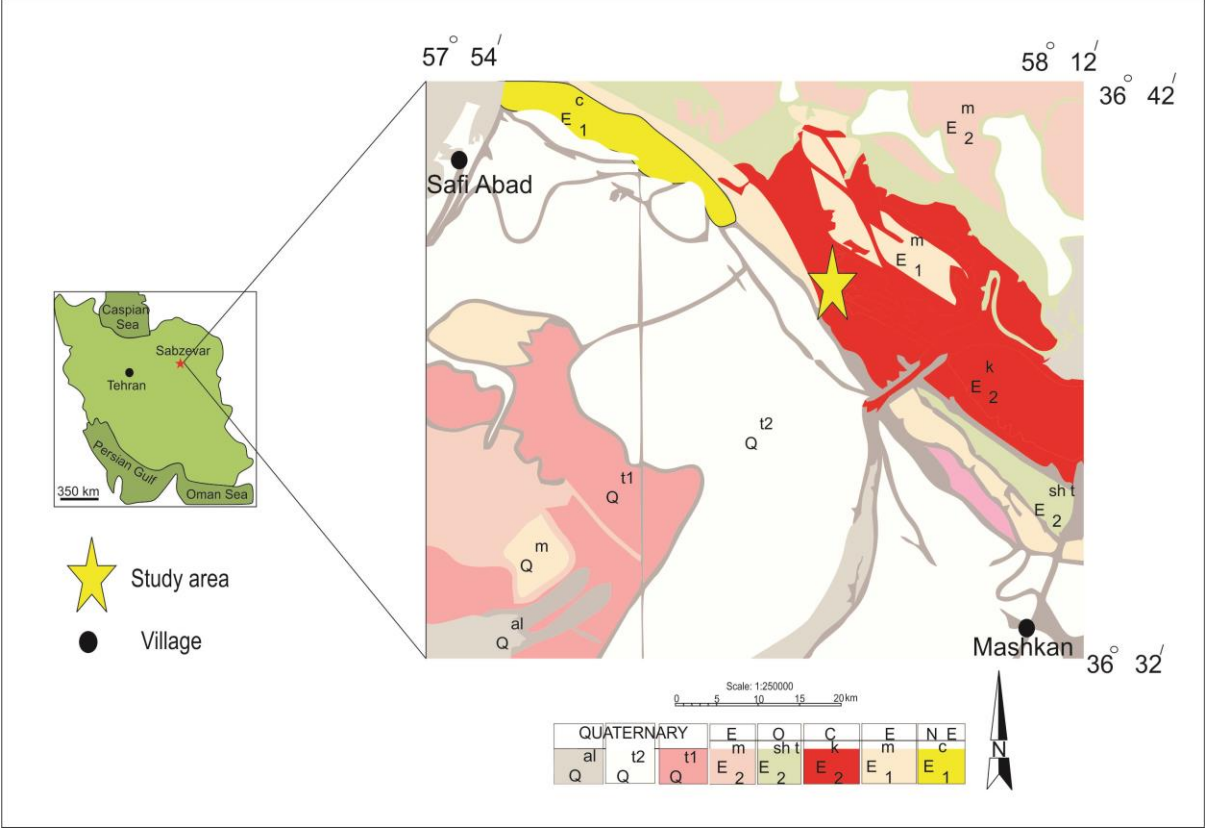 57° 54/
58° 12/
36° 42/
c
E 1
m
E 2
Safi Abad
m
E 1
Caspian
Sea
Sabzevar
Tehran
k
E 2
t2
Q
Persian Gulf
Oman Sea
350 km
t1
Q
sh t
E 2
m
Q
Study area
al
Q
Village
Mashkan
36° 32/
Scale: 1:250000
0 5 10 15 20km
QUATERNARY E O C E N E
al t2 t1 m sh t k m c
Q Q Q E 2 E 2 E 2 E 1 E 1
N